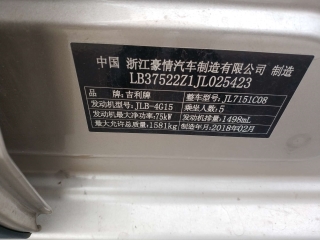 中国 浙江豪情汽车制造有限公司 制造
LB37522Z1JL025423
品牌:吉利牌 整车型号:JL7151C08
发动机型号:JLB-4G15 乘坐人数:5
发动机最大净功率:75kW 发动机排量:1498mL
最大允许总质量:1581kg 制造年月:2018年02月